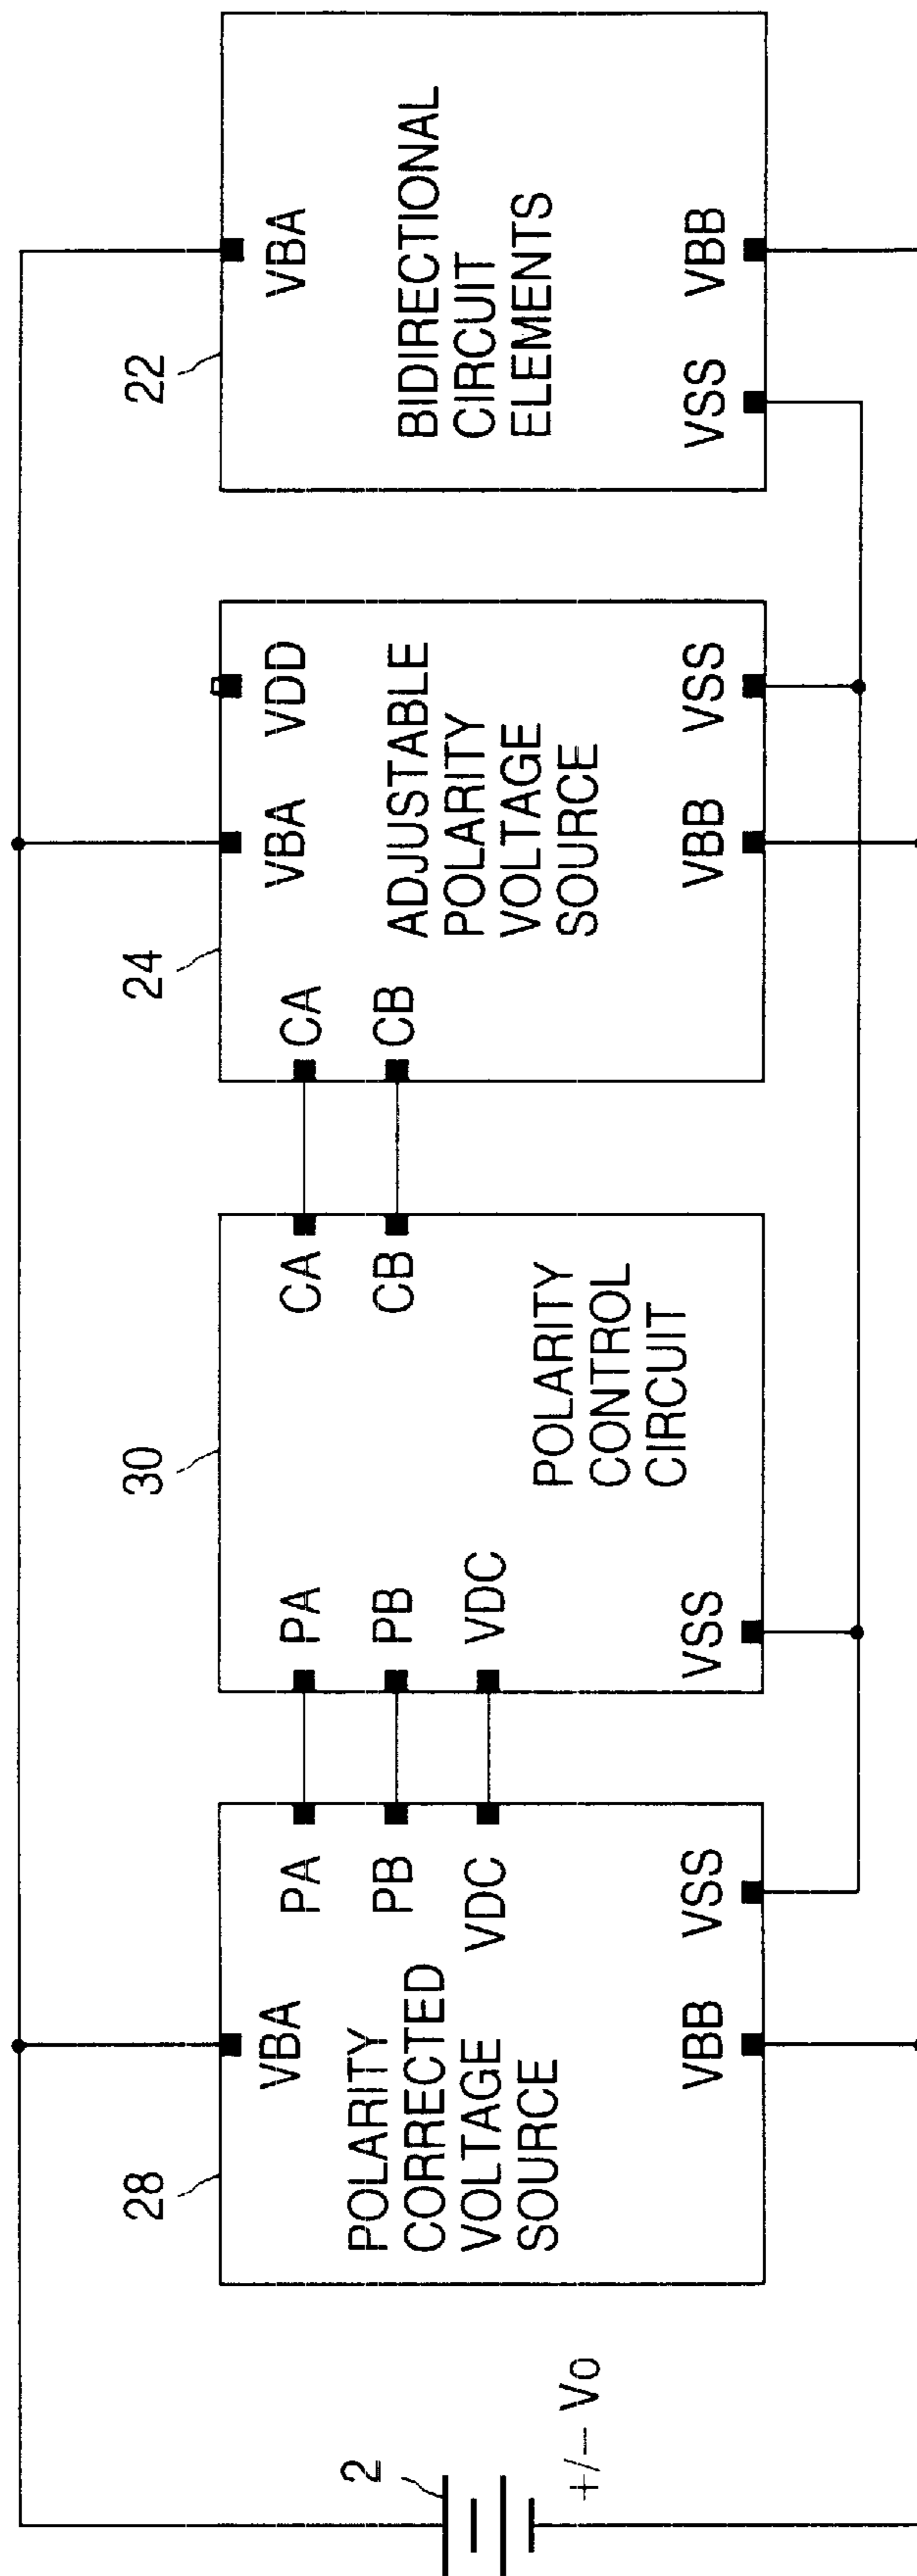 2
+/− Vo
28
VBA
POLARITY
CORRECTED
VOLTAGE
SOURCE
PA
PB
VDC
VBB
VSS
30
PA
PB
VDC
CA
CB
POLARITY
CONTROL
CIRCUIT
VSS
24
CA
CB
VBA
VDD
ADJUSTABLE
POLARITY
VOLTAGE
SOURCE
VBB
VSS
22
VBA
BIDIRECTIONAL
CIRCUIT
ELEMENTS
VSS
VBB